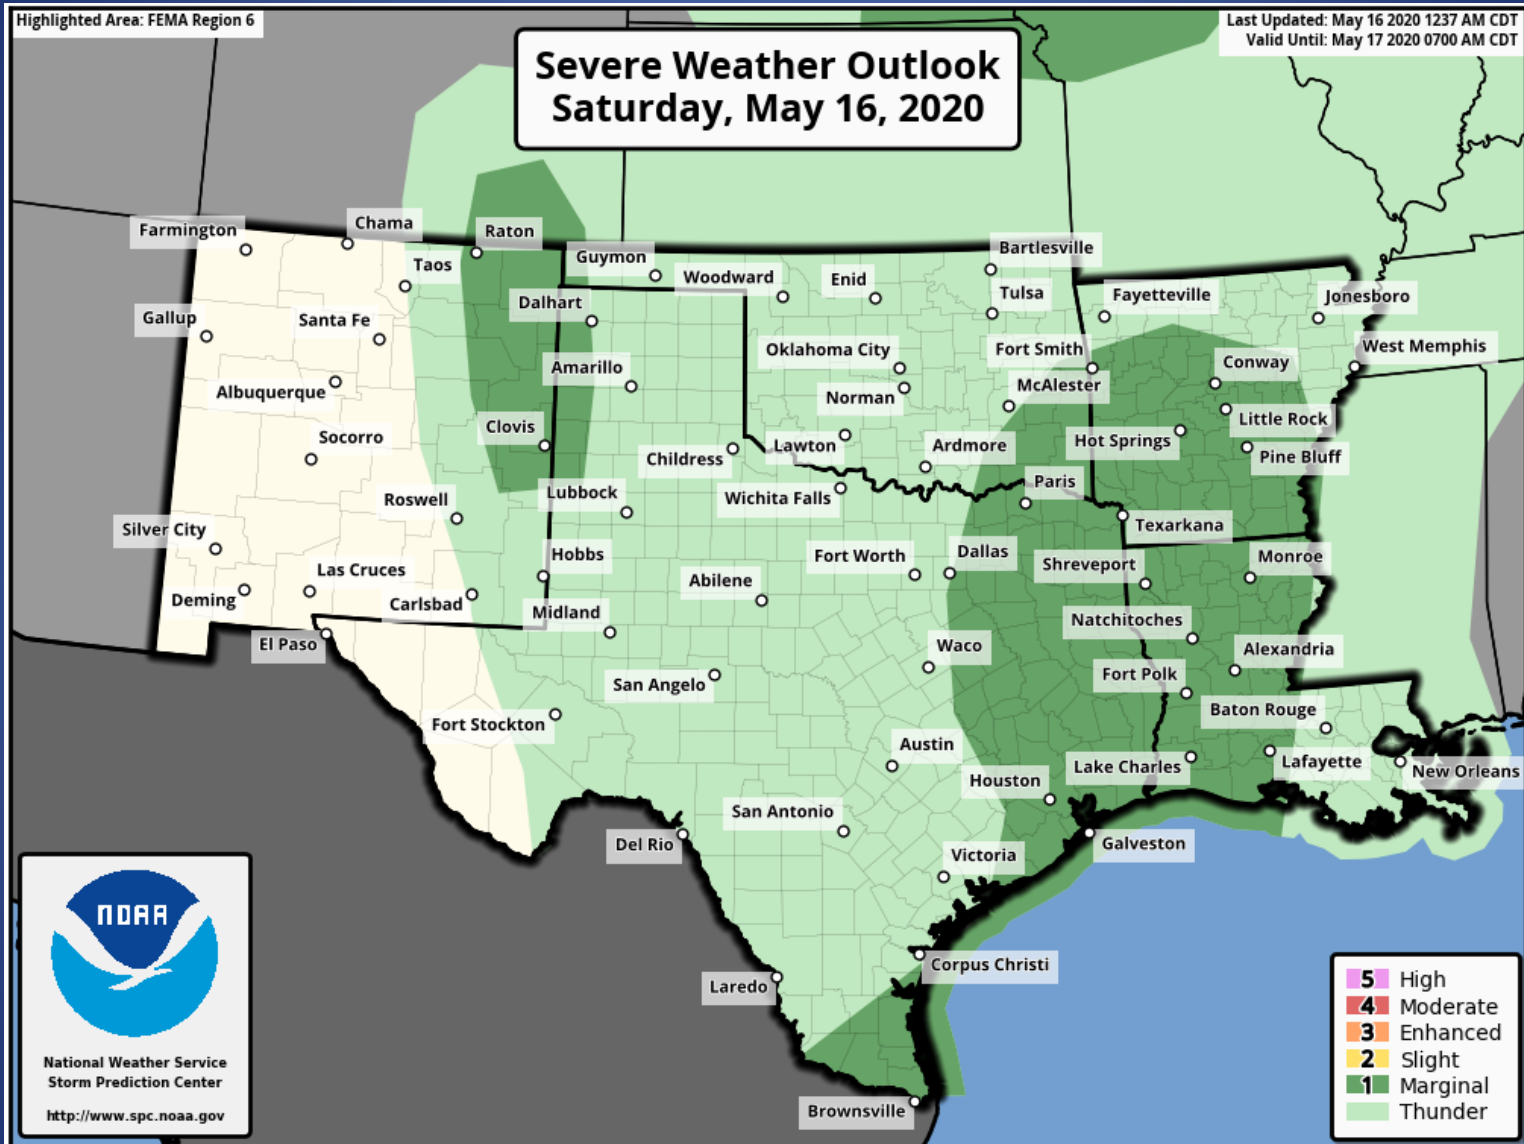 Highlighted Area: FEMA Region 6
Last Updated: May 16 2020 1237 AM CDT
Valid Until: May 17 2020 0700 AM CDT
Severe Weather Outlook
Saturday, May 16, 2020
Farmington
Chama
Raton
Taos
Guymon
Woodward
Enid
Bartlesville
Tulsa
Fayetteville
Jonesboro
Gallup
Santa Fe
Dalhart
Oklahoma City
Fort Smith
West Memphis
Albuquerque
Amarillo
Norman
McAlester
Conway
Little Rock
Socorro
Clovis
Childress
Lawton
Ardmore
Hot Springs
Pine Bluff
Roswell
Lubbock
Wichita Falls
Paris
Texarkana
Silver City
Hobbs
Fort Worth
Dallas
Shreveport
Monroe
Las Cruces
Deming
Carlsbad
Midland
Abilene
Natchitoches
El Paso
Waco
Alexandria
San Angelo
Fort Polk
Fort Stockton
Baton Rouge
Austin
Houston
Lake Charles
Lafayette
New Orleans
San Antonio
Del Rio
Victoria
Galveston
Corpus Christi
Laredo
Brownsville
NOAA
National Weather Service
Storm Prediction Center
http://www.spc.noaa.gov
5 High
4 Moderate
3 Enhanced
2 Slight
1 Marginal
Thunder